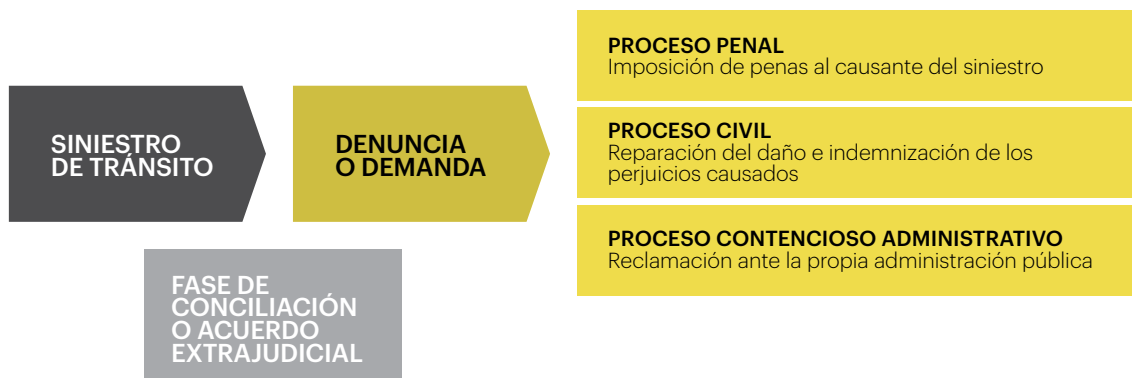 SINIESTRO
DE TRÁNSITO
DENUNCIA
O DEMANDA
FASE DE
CONCILIACIÓN
O ACUERDO
EXTRAJUDICIAL
PROCESO PENAL
Imposición de penas al causante del siniestro
PROCESO CIVIL
Reparación del daño e indemnización de los
perjuicios causados
PROCESO CONTENCIOSO ADMINISTRATIVO
Reclamación ante la propia administración pública